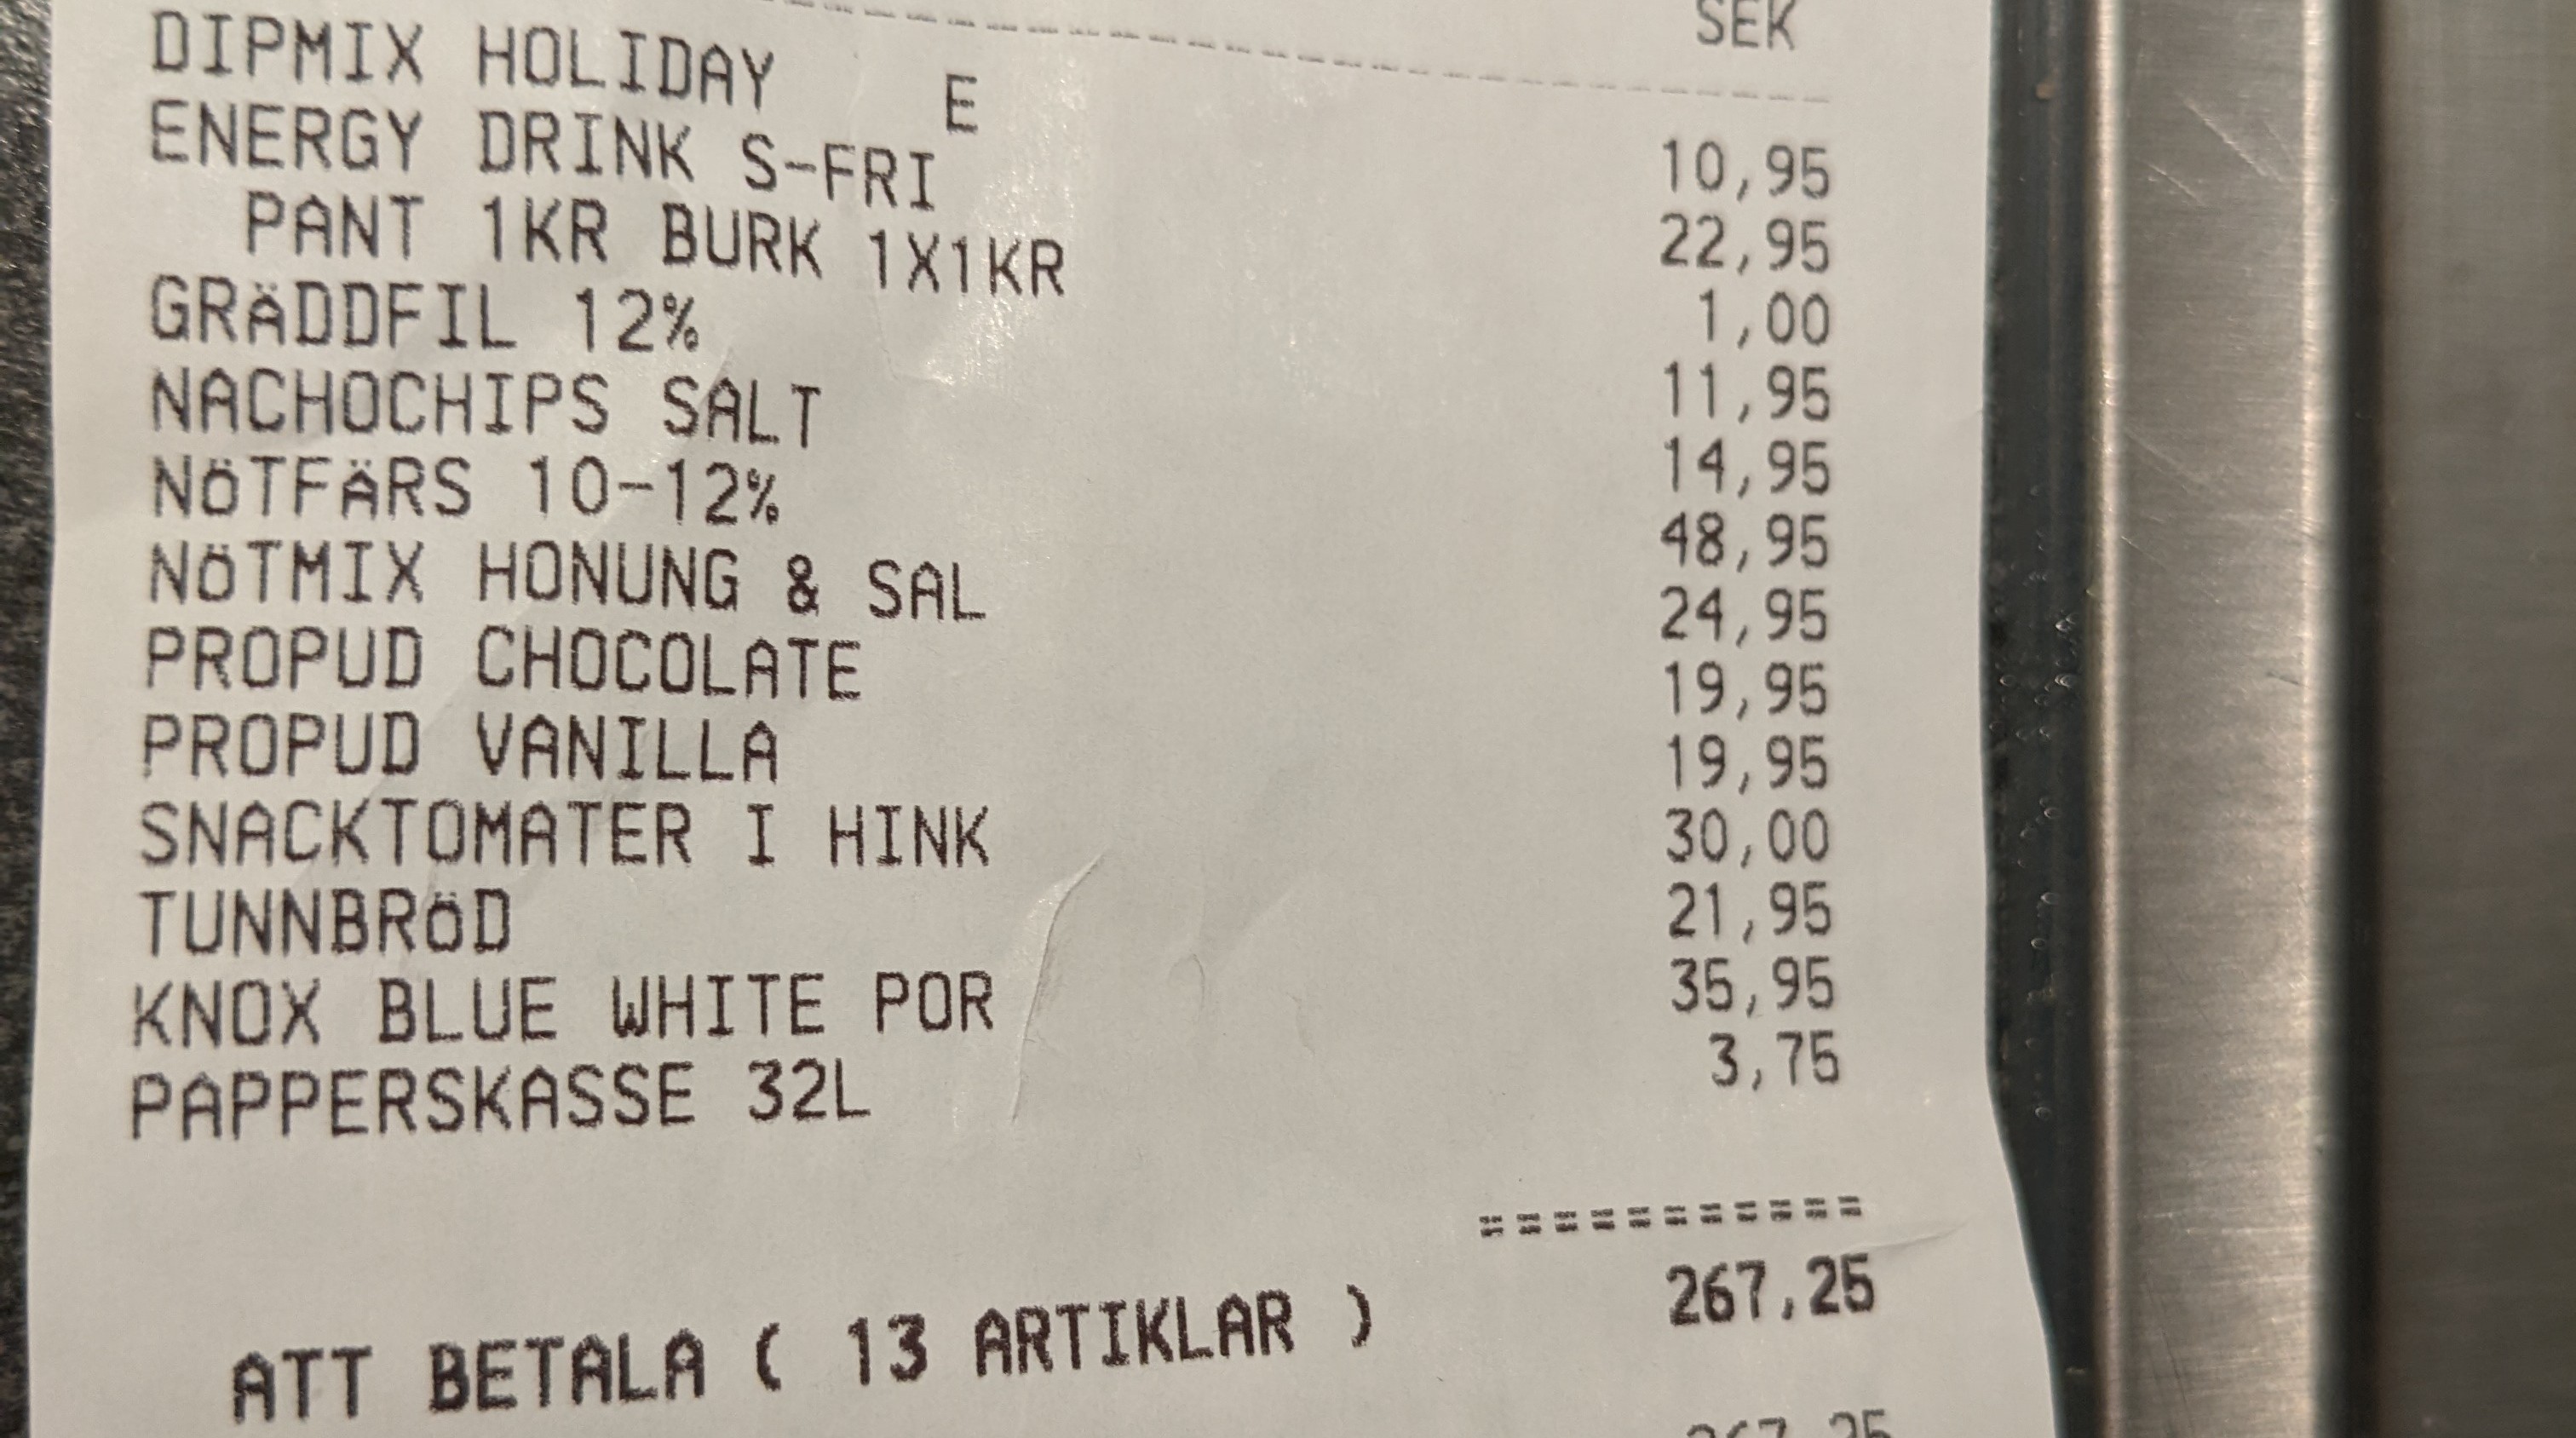 SEK
DIPMIX HOLIDAY E 10,95
ENERGY DRINK S-FRI 22,95
PANT 1KR BURK 1X1KR 1,00
GRÄDDFIL 12% 11,95
NACHOCHIPS SALT 14,95
NÖTFÄRS 10-12% 48,95
NÖTMIX HONUNG & SAL 24,95
PROPUD CHOCOLATE 19,95
PROPUD VANILLA 19,95
SNACKTOMATER I HINK 30,00
TUNNBRÖD 21,95
KNOX BLUE WHITE POR 35,95
PAPPERSKASSE 32L 3,75
===========
ATT BETALA ( 13 ARTIKLAR ) 267,25